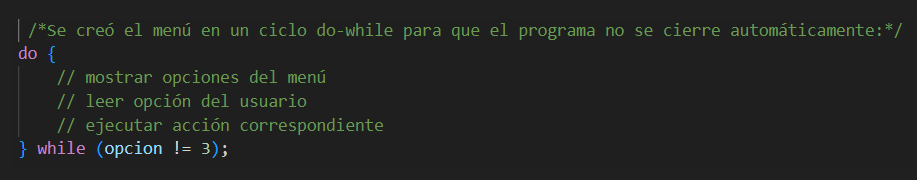 /*Se creó el menú en un ciclo do-while para que el programa no se cierre automáticamente:*/
do {
    // mostrar opciones del menú
    // leer opción del usuario
    // ejecutar acción correspondiente
} while (opcion != 3);